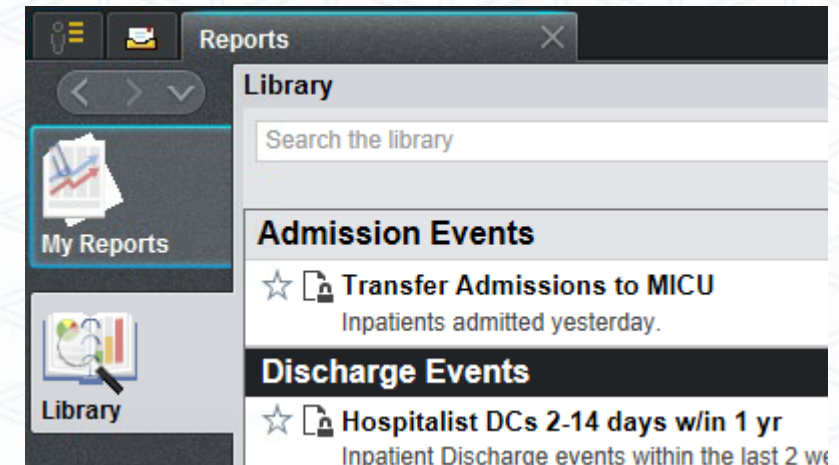 Reports
Library
Search the library
My Reports
Admission Events
Transfer Admissions to MICU
Inpatients admitted yesterday.
Discharge Events
Library
Hospitalist DCs 2-14 days w/in 1 yr
Inpatient Discharge events within the last 2 we